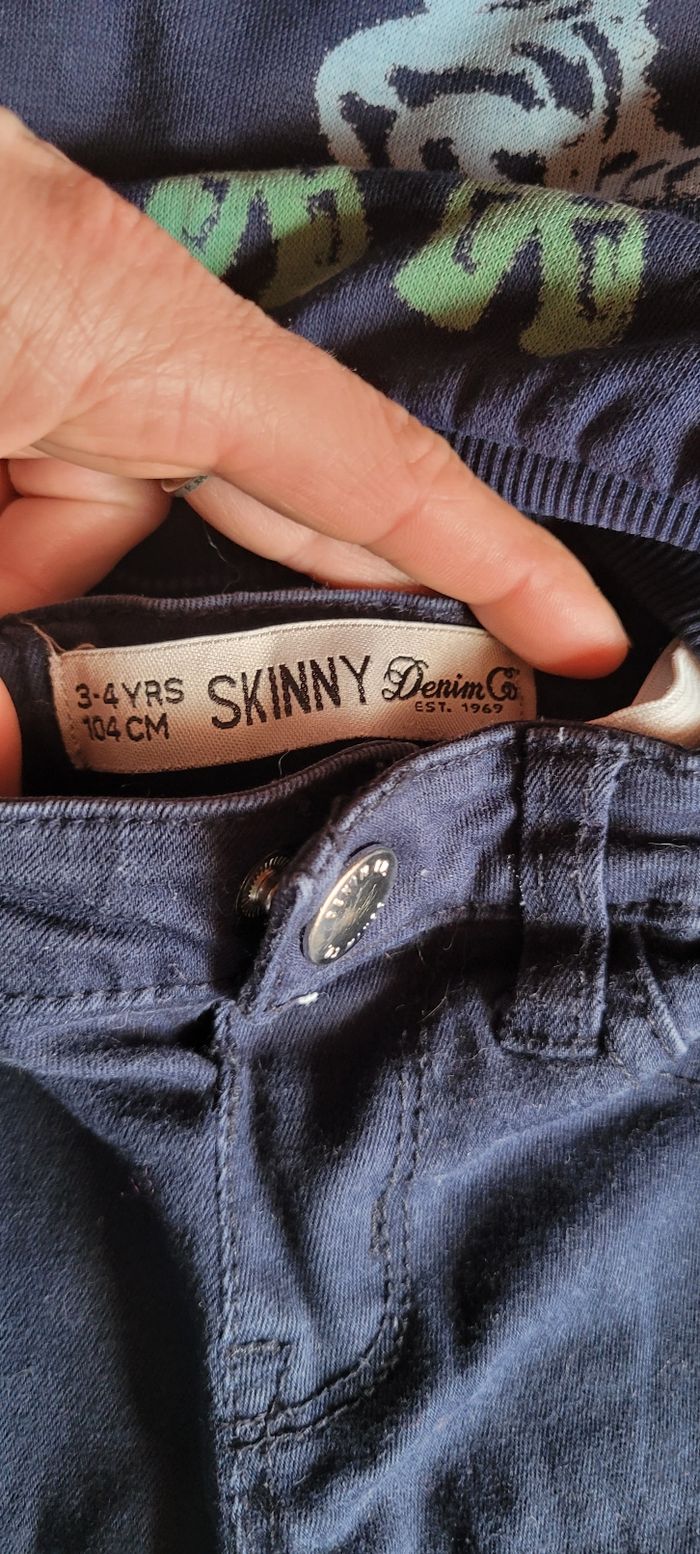 3-4 YRS
104 CM
SKINNY
Denim Co
EST. 1969